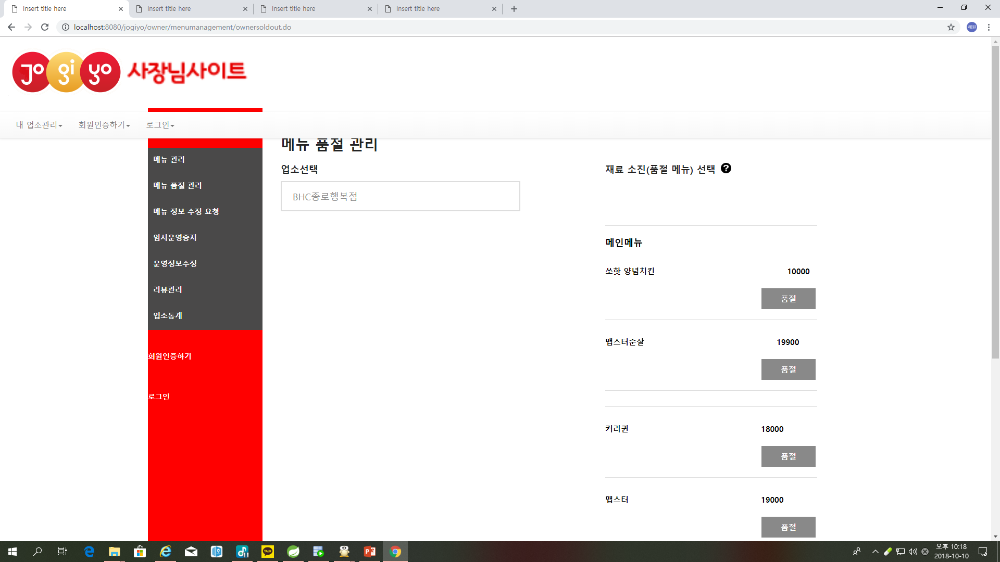 Insert title here
Insert title here
Insert title here
Insert title here
localhost:8080/jogiyo/owner/menumanagement/ownersoldout.do
혜원
Jo gi yo 사장님사이트
내 업소관리 회원인증하기 로그인
메뉴 품절 관리
메뉴 관리
메뉴 품절 관리
메뉴 정보 수정 요청
임시운영중지
운영정보수정
리뷰관리
업소통계
회원인증하기
로그인
업소선택
BHC종로행복점
재료 소진(품절 메뉴) 선택 ?
메인메뉴
쏘핫 양념치킨 10000
품절
맵스터순살 19900
품절
커리퀸 18000
품절
맵스터 19000
품절
TALK
오후 10:18
2018-10-10